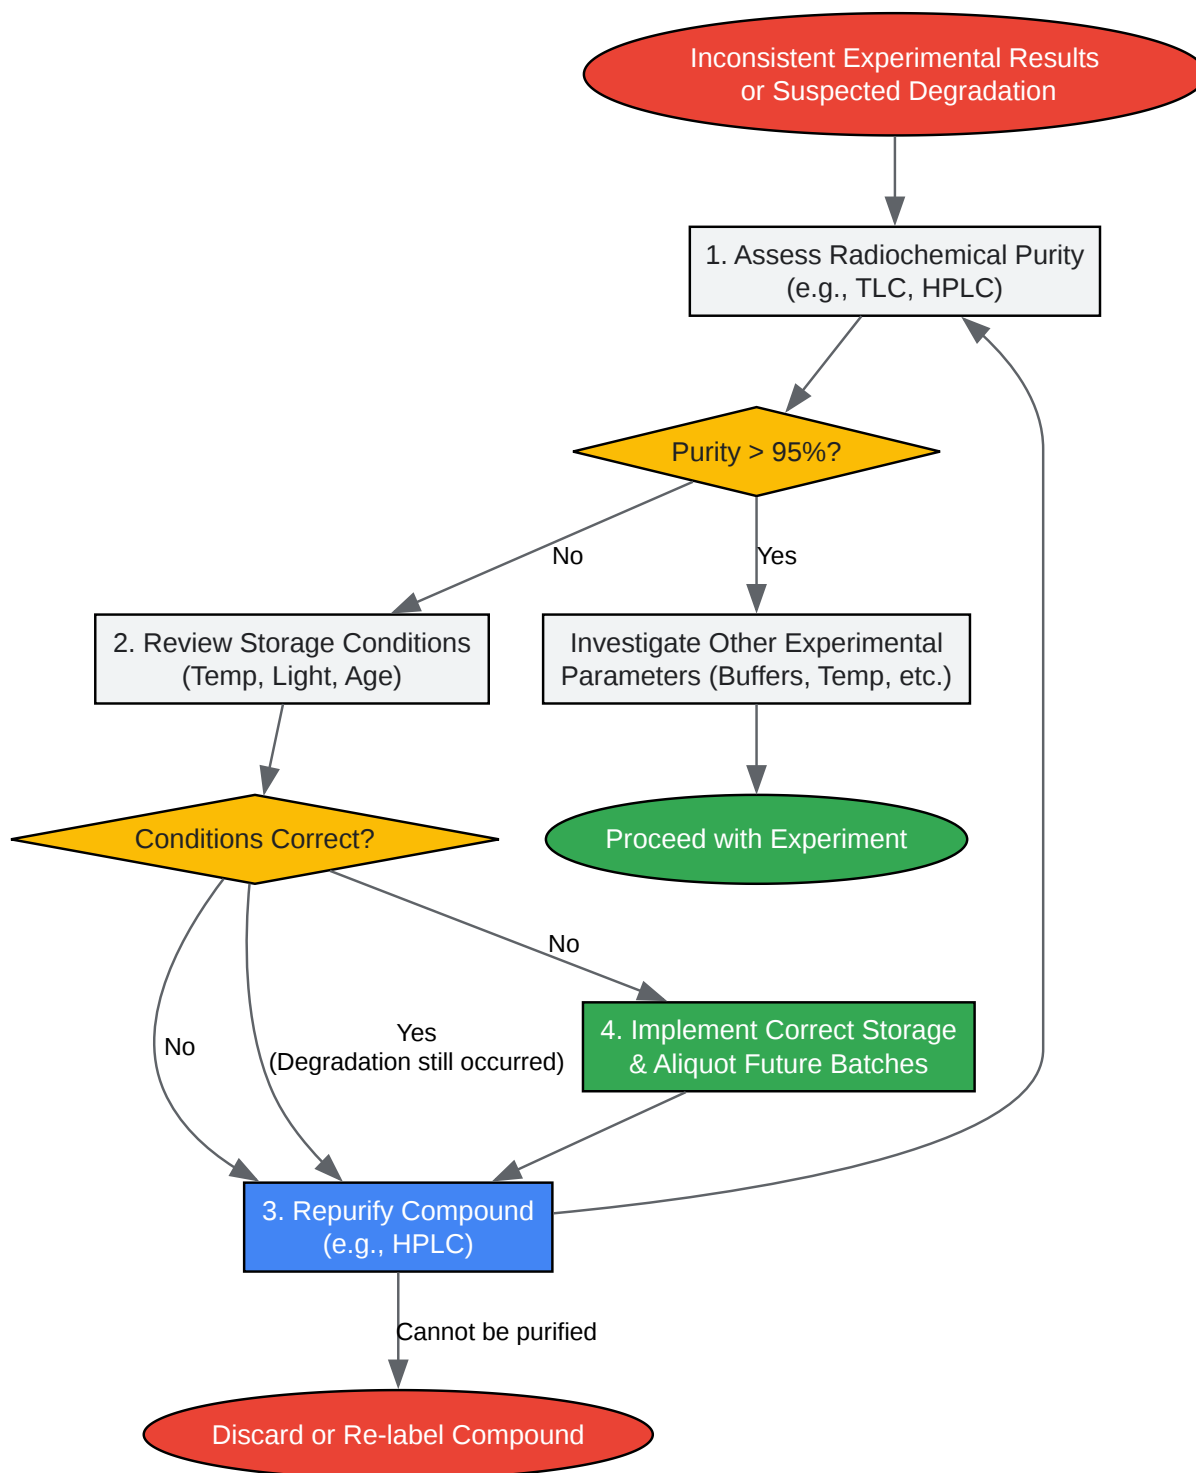 Inconsistent Experimental Results
or Suspected Degradation
1. Assess Radiochemical Purity
(e.g., TLC, HPLC)
Purity > 95%?
No
Yes
2. Review Storage Conditions
(Temp, Light, Age)
Investigate Other Experimental
Parameters (Buffers, Temp, etc.)
Conditions Correct?
Proceed with Experiment
No
No
Yes
(Degradation still occurred)
4. Implement Correct Storage
& Aliquot Future Batches
3. Repurify Compound
(e.g., HPLC)
Cannot be purified
Discard or Re-label Compound